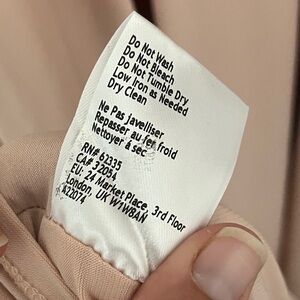 Do Not Wash
Do Not Bleach
Do Not Tumble Dry
Low Iron as Needed
Dry Clean
Ne Pas Javelliser
Repasser au fer froid
Nettoyer à sec
RN# 62335
CA# 32054
EU: 24 Market Place, 3rd Floor
London, UK W1W8AN
A22074